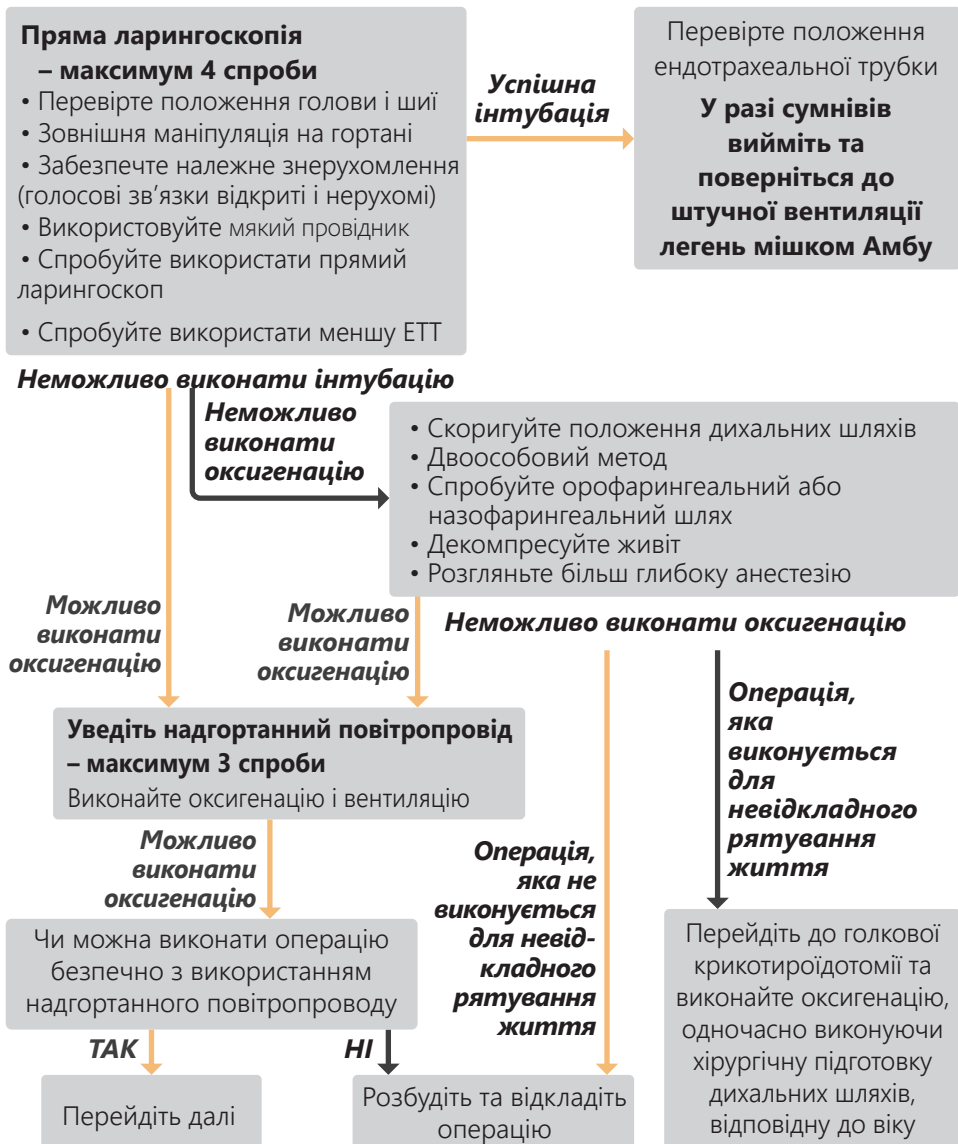 Пряма ларингоскопія
– максимум 4 спроби
• Перевірте положення голови і шиї
• Зовнішня маніпуляція на гортані
• Забезпечте належне знерухомлення
(голосові зв’язки відкриті і нерухомі)
• Використовуйте мякий провідник
• Спробуйте використати прямий
ларингоскоп
• Спробуйте використати меншу ЕТТ
Успішна
інтубація
Перевірте положення
ендотрахеальної трубки
У разі сумнівів
вийміть та
поверніться до
штучної вентиляції
легень мішком Амбу
Неможливо виконати інтубацію
Неможливо
виконати
оксигенацію
• Скоригуйте положення дихальних шляхів
• Двоособовий метод
• Спробуйте орофарингеальний або
назофарингеальний шлях
• Декомпресуйте живіт
• Розгляньте більш глибоку анестезію
Можливо
виконати
оксигенацію
Можливо
виконати
оксигенацію
Неможливо виконати оксигенацію
Уведіть надгортанний повітропровід
– максимум 3 спроби
Виконайте оксигенацію і вентиляцію
Можливо
виконати
оксигенацію
Операція,
яка не
виконується
для невід-
кладного
рятування
життя
Операція,
яка
виконується
для
невідкладного
рятування
життя
Чи можна виконати операцію
безпечно з використанням
надгортанного повітропроводу
ТАК
НІ
Перейдіть далі
Розбудіть та відкладіть
операцію
Перейдіть до голкової
крикотироїдотомії та
виконайте оксигенацію,
одночасно виконуючи
хірургічну підготовку
дихальних шляхів,
відповідну до віку